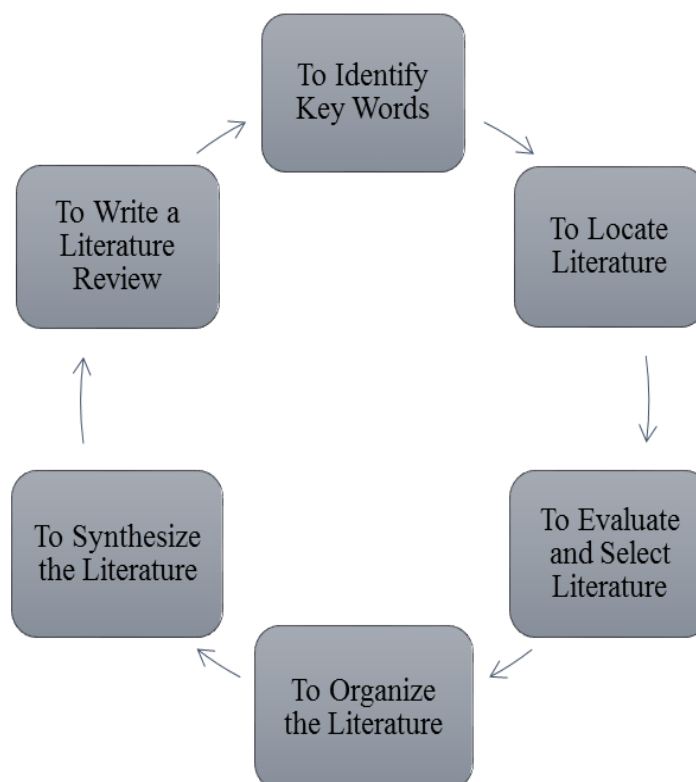 To Identify
Key Words
To Locate
Literature
To Evaluate
and Select
Literature
To Organize
the Literature
To Synthesize
the Literature
To Write a
Literature
Review